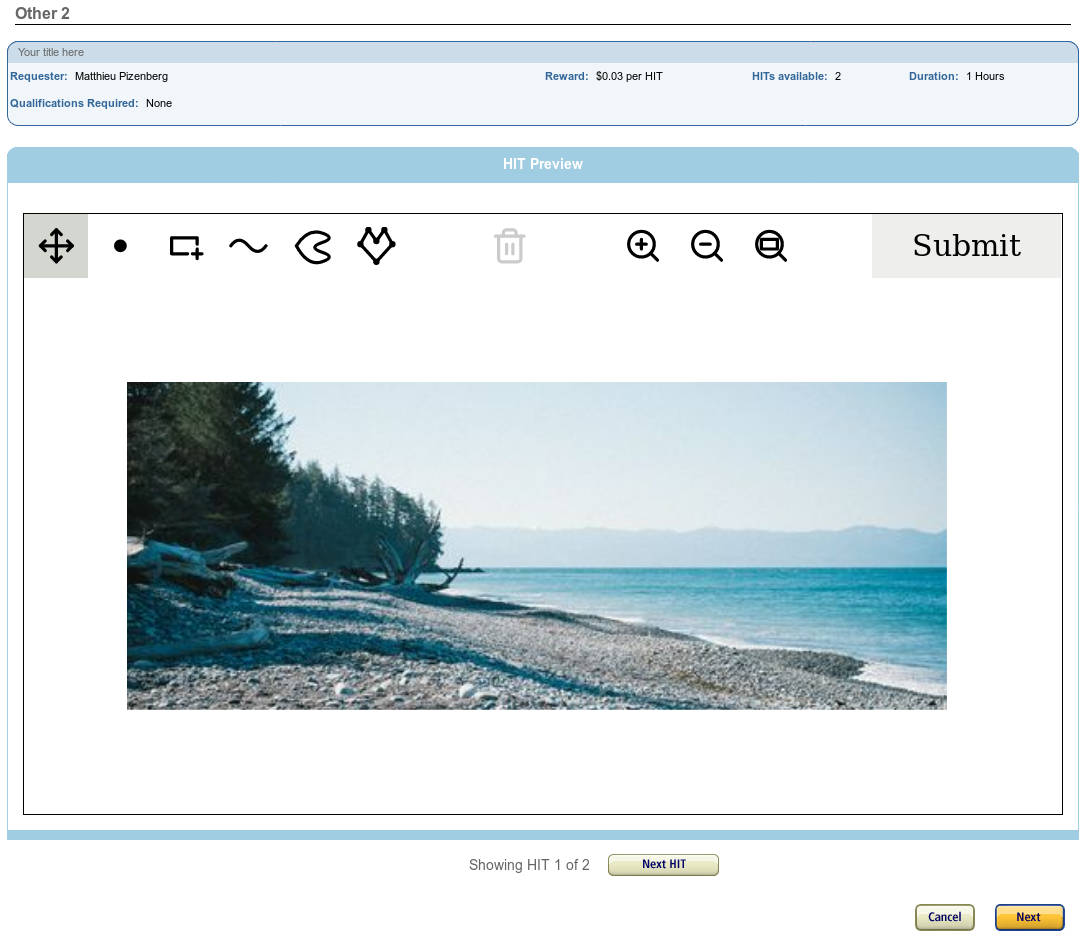 Other 2
Your title here
Requester: Matthieu Pizenberg Reward: $0.03 per HIT HITs available: 2 Duration: 1 Hours
Qualifications Required: None
HIT Preview
Submit
Showing HIT 1 of 2 Next HIT
Cancel Next